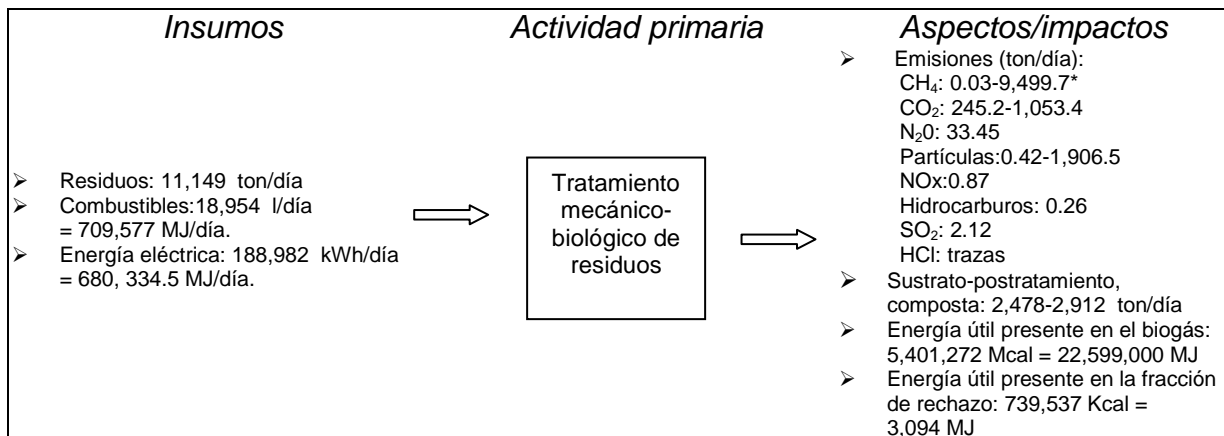 Insumos
Actividad primaria
Aspectos/impactos
➢ Residuos: 11,149 ton/día
➢ Combustibles:18,954 l/día
= 709,577 MJ/día.
➢ Energía eléctrica: 188,982 kWh/día
= 680, 334.5 MJ/día.
Tratamiento
mecánico-
biológico de
residuos
➢ Emisiones (ton/día):
CH₄: 0.03-9,499.7*
CO₂: 245.2-1,053.4
N₂0: 33.45
Partículas:0.42-1,906.5
NOx:0.87
Hidrocarburos: 0.26
SO₂: 2.12
HCl: trazas
➢ Sustrato-postratamiento,
composta: 2,478-2,912 ton/día
➢ Energía útil presente en el biogás:
5,401,272 Mcal = 22,599,000 MJ
➢ Energía útil presente en la fracción
de rechazo: 739,537 Kcal =
3,094 MJ